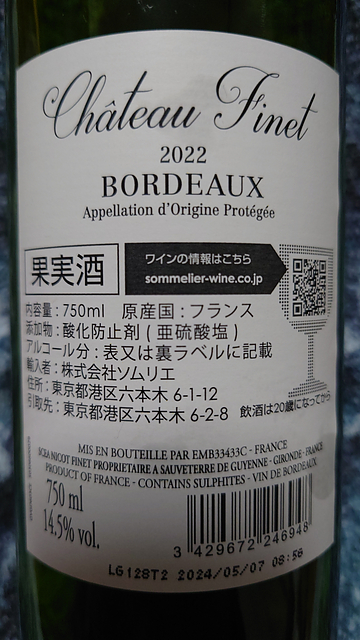 Château Finet
2022
BORDEAUX
Appellation d'Origine Protégée
果実酒
ワインの情報はこちら
sommelier-wine.co.jp
内容量：750ml 原産国：フランス
添加物：酸化防止剤（亜硫酸塩）
アルコール分：表又は裏ラベルに記載
輸入者：株式会社ソムリエ
住所：東京都港区六本木 6-1-12
引取先：東京都港区六本木 6-2-8 飲酒は20歳になってから
MIS EN BOUTEILLE PAR EMB33433C - FRANCE
SCEA NICOT FINET PROPRIETAIRE A SAUVETERRE DE GUYENNE - GIRONDE - FRANCE
PRODUCT OF FRANCE - CONTAINS SULPHITES - VIN DE BORDEAUX
750 ml
14.5% vol.
3 429672 246948
LG128T2 2024/05/07 08:56